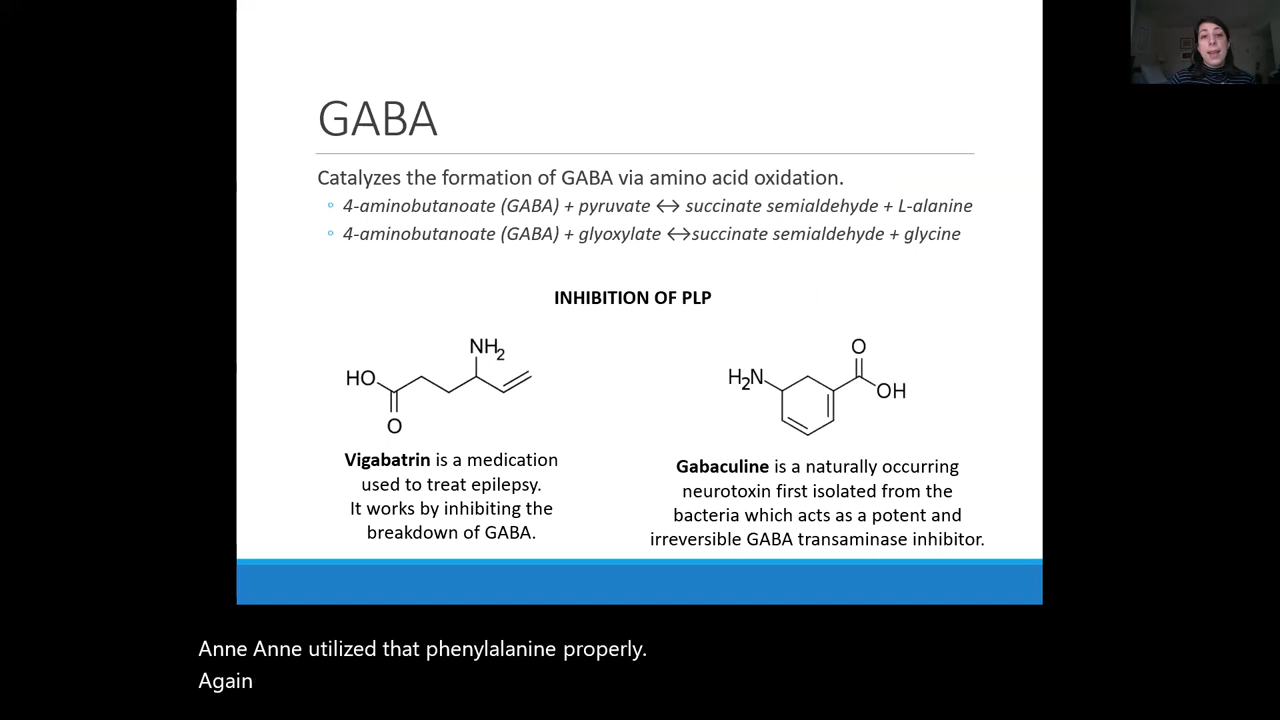 GABA
Catalyzes the formation of GABA via amino acid oxidation.
◦ 4-aminobutanoate (GABA) + pyruvate ↔ succinate semialdehyde + L-alanine
◦ 4-aminobutanoate (GABA) + glyoxylate ↔succinate semialdehyde + glycine
INHIBITION OF PLP
NH2
HO
O
Vigabatrin is a medication
used to treat epilepsy.
It works by inhibiting the
breakdown of GABA.
O
H2N
OH
Gabaculine is a naturally occurring
neurotoxin first isolated from the
bacteria which acts as a potent and
irreversible GABA transaminase inhibitor.
Anne Anne utilized that phenylalanine properly.
Again